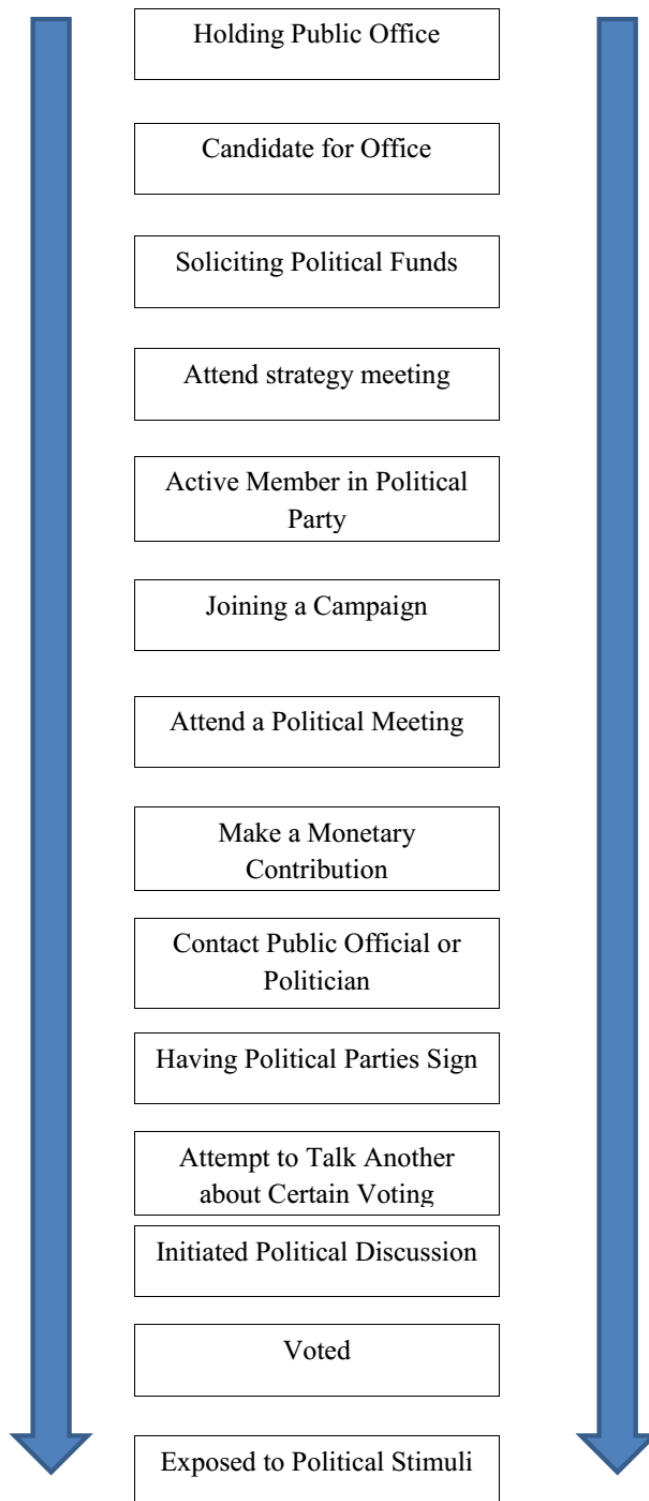 Holding Public Office
Candidate for Office
Soliciting Political Funds
Attend strategy meeting
Active Member in Political
Party
Joining a Campaign
Attend a Political Meeting
Make a Monetary
Contribution
Contact Public Official or
Politician
Having Political Parties Sign
Attempt to Talk Another
about Certain Voting
Initiated Political Discussion
Voted
Exposed to Political Stimuli